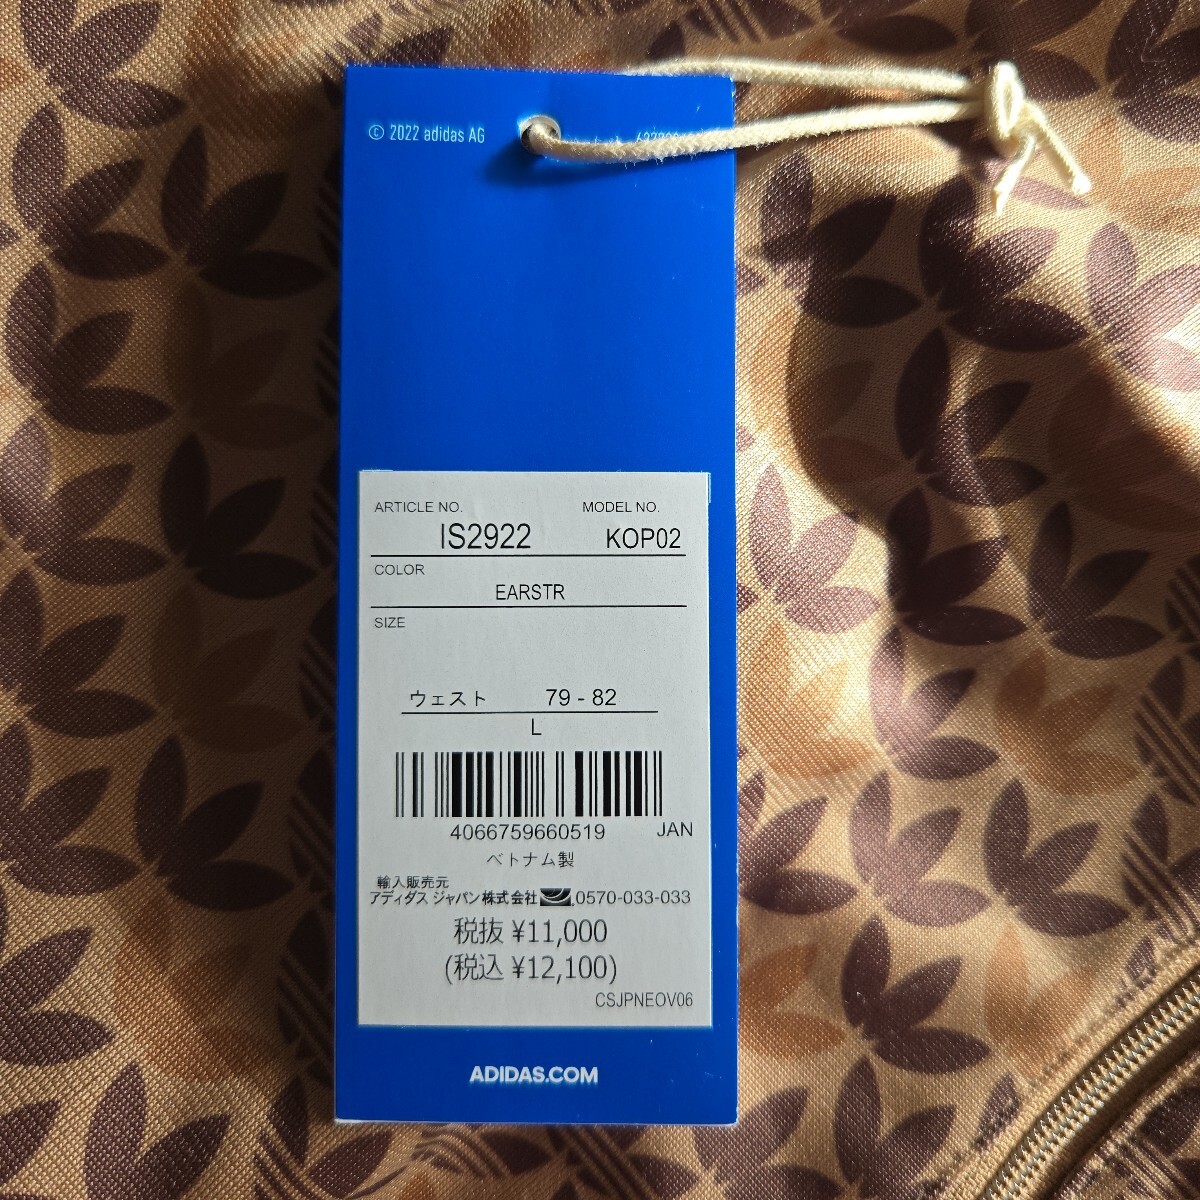 © 2022 adidas AG
ARTICLE NO. MODEL NO.
IS2922 KOP02
COLOR
EARSTR
SIZE
ウェスト 79 - 82
L
4066759660519 JAN
ベトナム製
輸入販売元
アディダス ジャパン株式会社 0570-033-033
税抜 ¥11,000
(税込 ¥12,100)
CSJPNEOV06
ADIDAS.COM